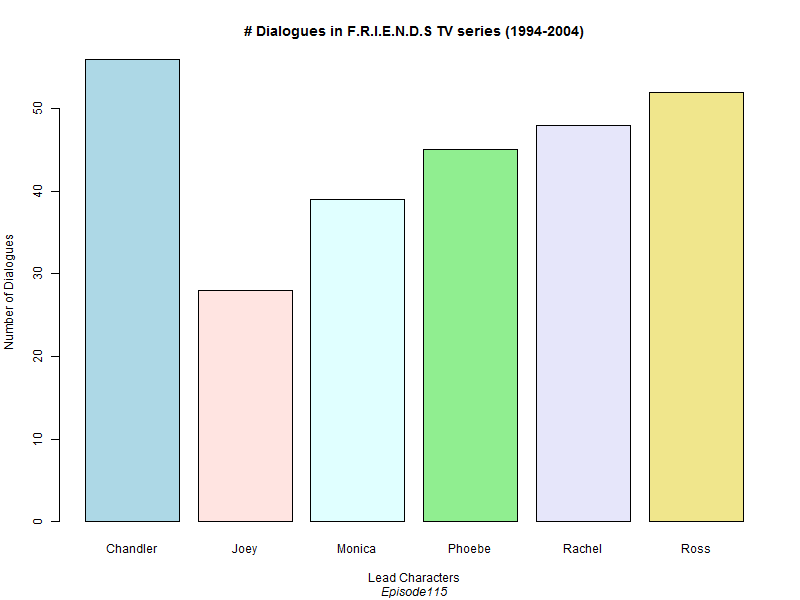 # Dialogues in F.R.I.E.N.D.S TV series (1994-2004)
Number of Dialogues
50
40
30
20
10
0
Chandler Joey Monica Phoebe Rachel Ross
Lead Characters
Episode115